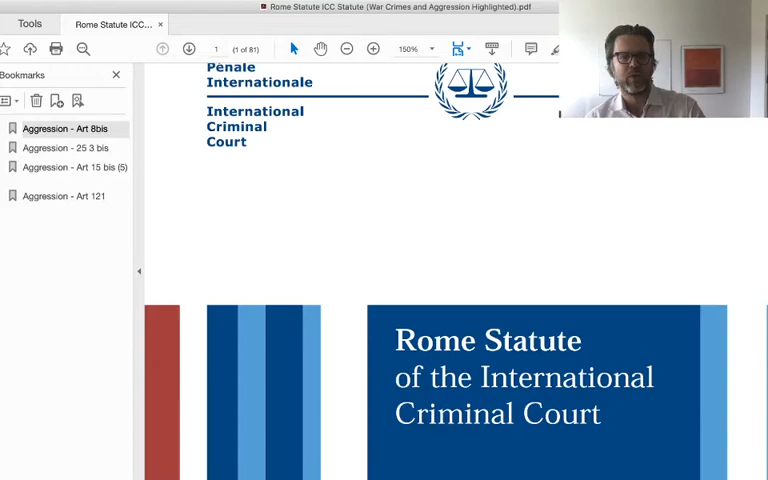 Rome Statute ICC Statute (War Crimes and Aggression Highlighted).pdf
Tools
Rome Statute ICC... ×
1 (1 of 81)
150%
Bookmarks
Aggression - Art 8bis
Aggression - 25 3 bis
Aggression - Art 15 bis (5)
Aggression - Art 121
Pénale
Internationale
International
Criminal
Court
Rome Statute
of the International
Criminal Court